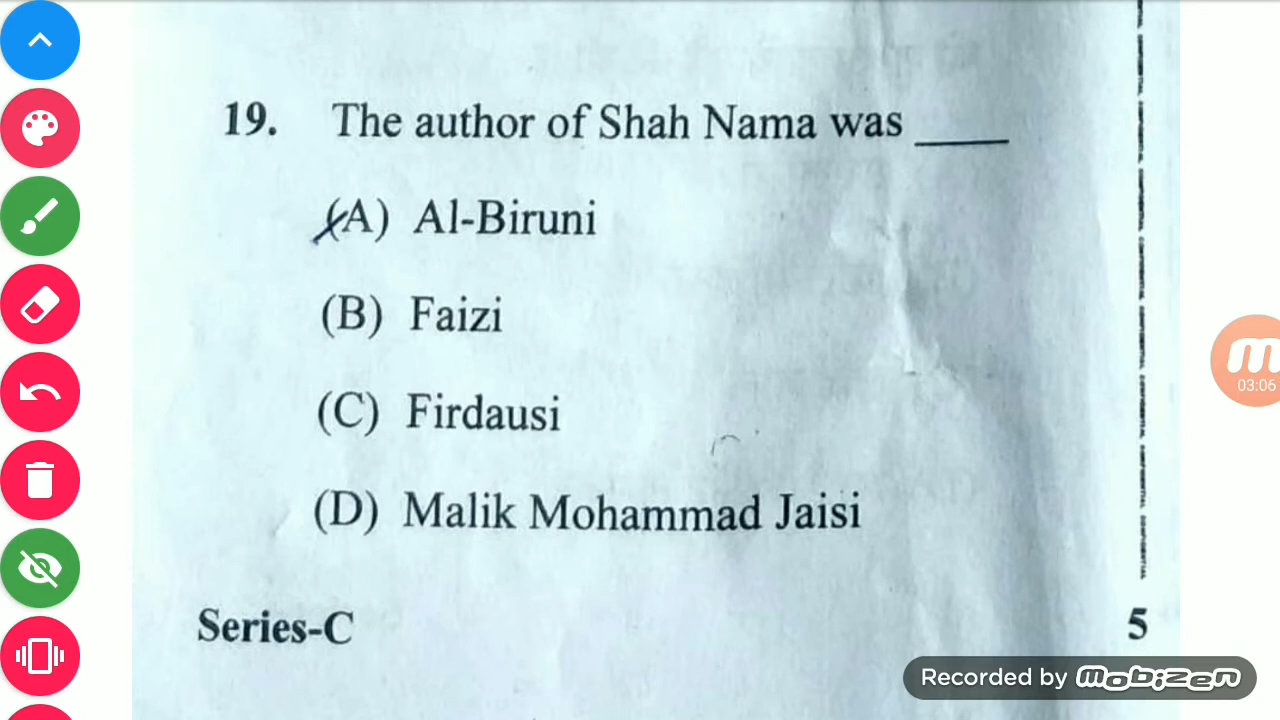 19. The author of Shah Nama was ____
(A) Al-Biruni
(B) Faizi
(C) Firdausi
(D) Malik Mohammad Jaisi
Series-C
5
03:06
Recorded by mobizen